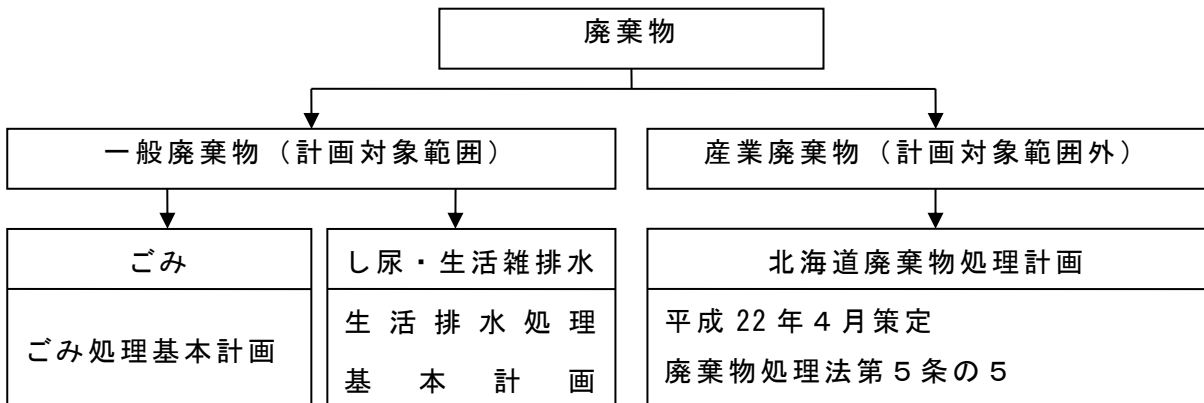 廃棄物
一般廃棄物（計画対象範囲）
産業廃棄物（計画対象範囲外）
ごみ
ごみ処理基本計画
し尿・生活雑排水
生活排水処理
基本計画
北海道廃棄物処理計画
平成 22 年４月策定
廃棄物処理法第５条の５